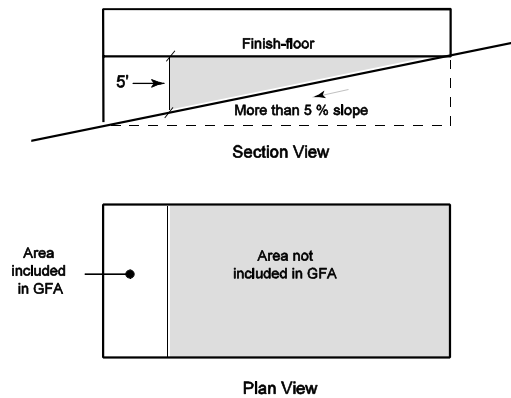 Finish-floor
5'
More than 5 % slope
Section View
Area
included
in GFA
Area not
included in GFA
Plan View